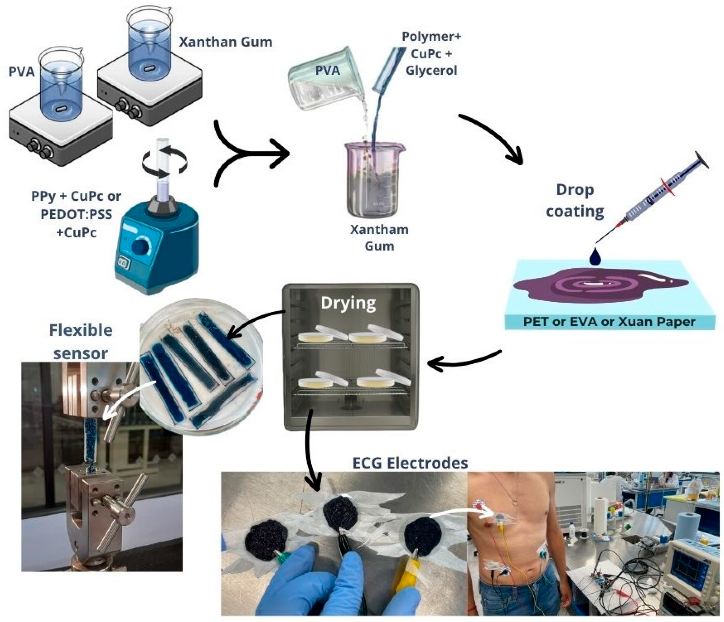 Xanthan Gum
PVA
PPy + CuPc or
PEDOT:PSS
+CuPc
PVA
Polymer+
CuPc +
Glycerol
Xantham
Gum
Drop
coating
PET or EVA or Xuan Paper
Drying
Flexible
sensor
ECG Electrodes